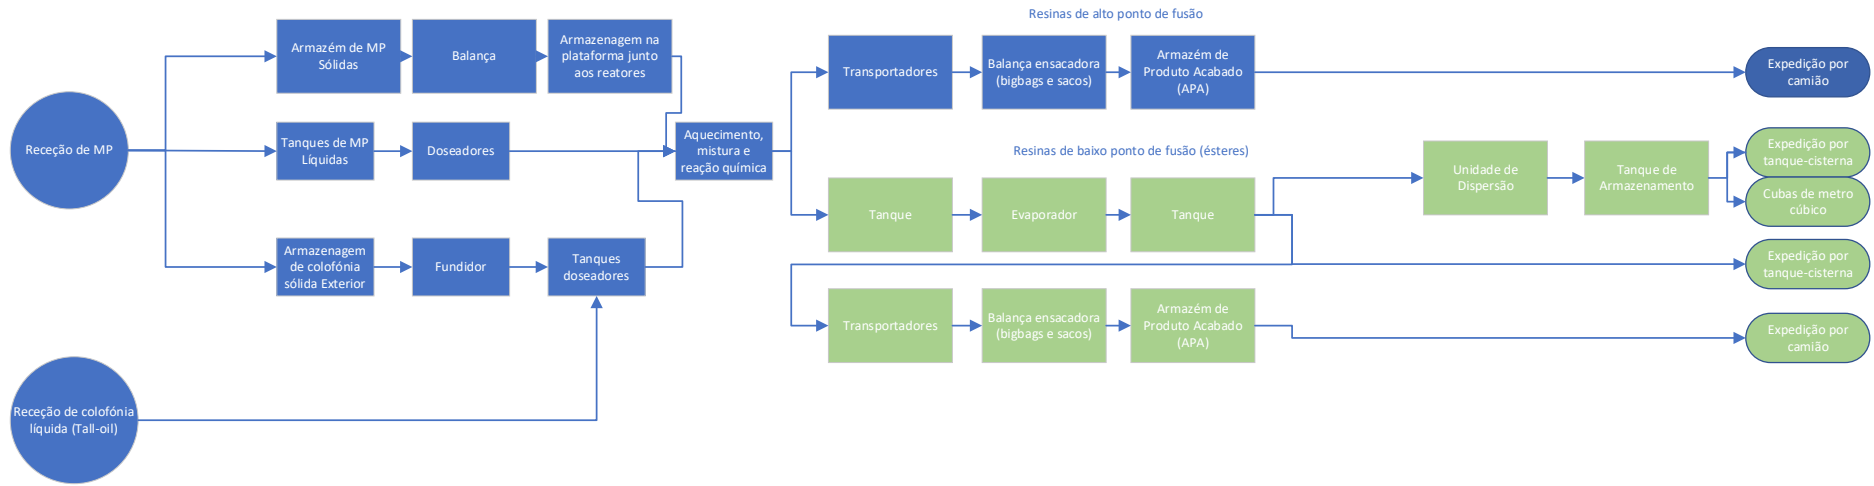 Resinas de alto ponto de fusão
Receção de MP
Armazém de MP
Sólidas
Balança
Armazenagem na
plataforma junto
aos reatores
Tanques de MP
Líquidas
Doseadores
Armazenagem
de colofónia
sólida Exterior
Fundidor
Tanques
doseadores
Receção de colofónia
líquida (Tall-oil)
Aquecimento,
mistura e
reação química
Transportadores
Balança ensacadora
(bigbags e sacos)
Armazém de
Produto Acabado
(APA)
Expedição por
camião
Resinas de baixo ponto de fusão (ésteres)
Tanque
Evaporador
Tanque
Unidade de
Dispersão
Tanque de
Armazenamento
Expedição por
tanque-cisterna
Cubas de metro
cúbico
Expedição por
tanque-cisterna
Transportadores
Balança ensacadora
(bigbags e sacos)
Armazém de
Produto Acabado
(APA)
Expedição por
camião